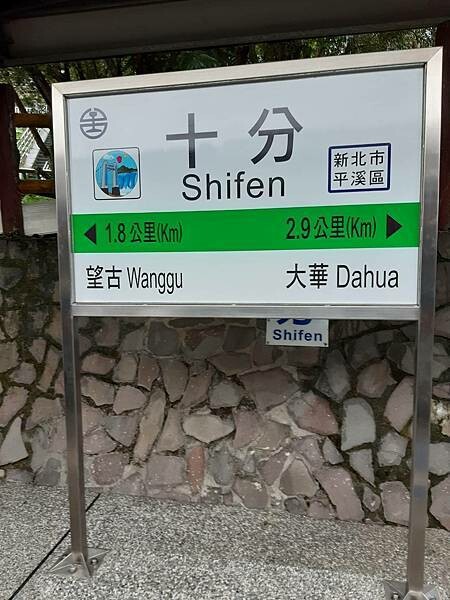 十分
Shifen
新北市
平溪區
1.8公里(Km)
2.9公里(Km)
望古 Wanggu
大華 Dahua
Shifen